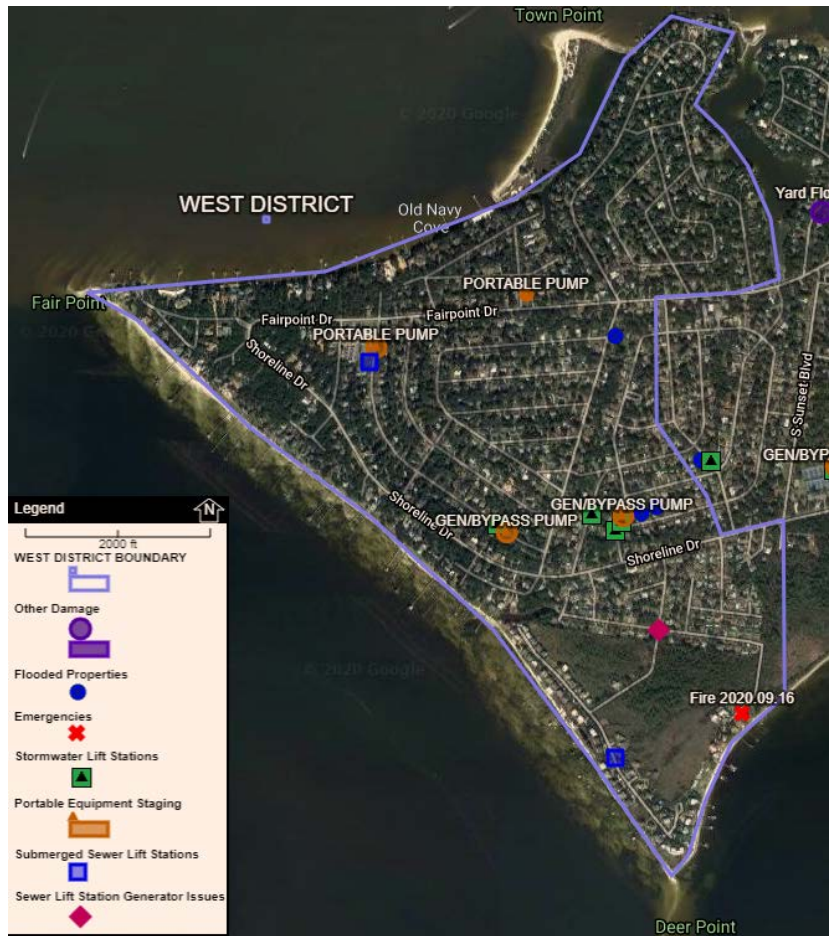 Town Point
© 2020 Google
Yard Flo
WEST DISTRICT
Old Navy
Cove
PORTABLE PUMP
Fair Point
Fairpoint Dr
Fairpoint Dr
© 2020 Google
PORTABLE PUMP
Shoreline Dr
S Sunset Blvd
GEN/BYPA
Shoreline Dr
GEN/BYPASS PUMP
GEN/BYPASS PUMP
Shoreline Dr
© 2020 Google
Fire 2020.09.16
Deer Point
Legend
N
2000 ft
WEST DISTRICT BOUNDARY
Other Damage
Flooded Properties
Emergencies
Stormwater Lift Stations
Portable Equipment Staging
Submerged Sewer Lift Stations
Sewer Lift Station Generator Issues